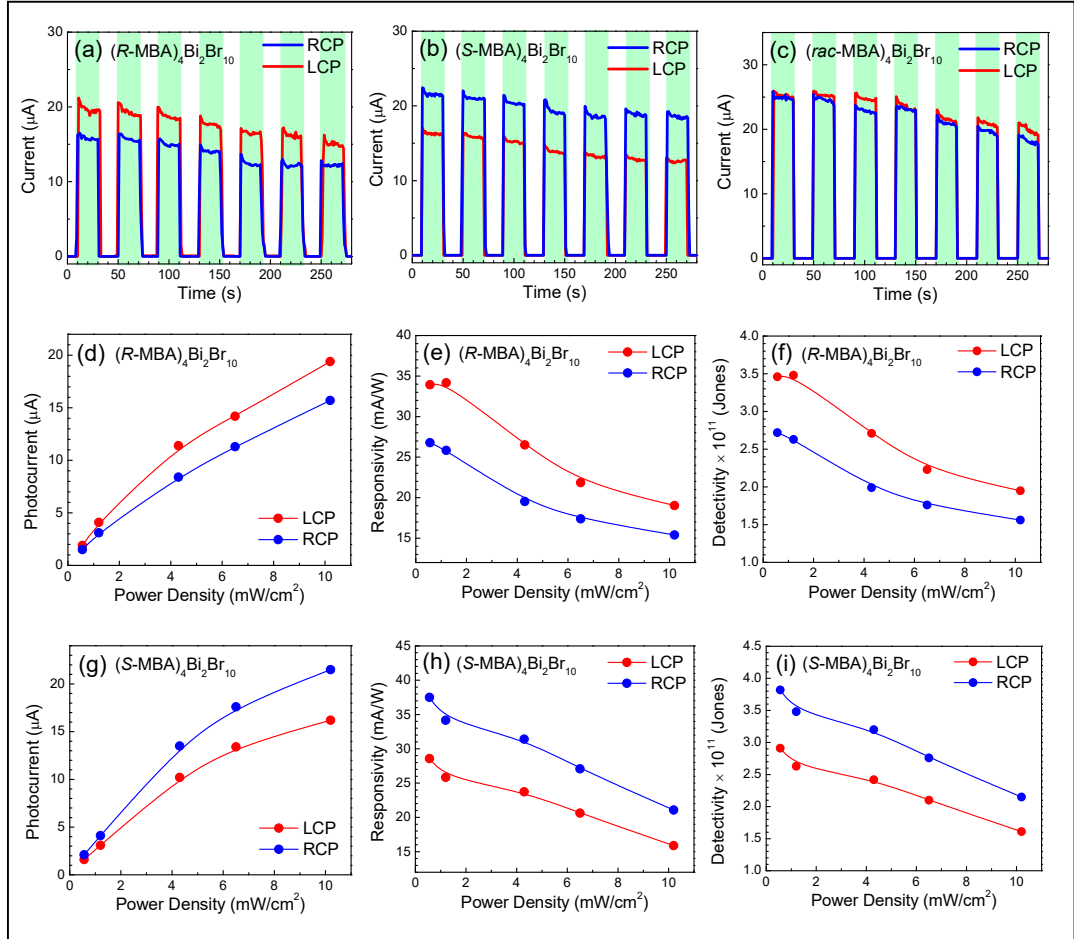 (a) (R-MBA)₄Bi₂Br₁₀
RCP
LCP
30
20
10
0
Current (μA)
50 100 150 200 250
Time (s)
(b) (S-MBA)₄Bi₂Br₁₀
RCP
LCP
30
20
10
0
Current (μA)
50 100 150 200 250
Time (s)
(c) (rac-MBA)₄Bi₂Br₁₀
RCP
LCP
30
20
10
0
Current (μA)
50 100 150 200 250
Time (s)
(d) (R-MBA)₄Bi₂Br₁₀
20
15
10
5
0
Photocurrent (μA)
LCP
RCP
0 2 4 6 8 10
Power Density (mW/cm²)
(e) (R-MBA)₄Bi₂Br₁₀
LCP
RCP
40
35
30
25
20
15
Responsivity (mA/W)
0 2 4 6 8 10
Power Density (mW/cm²)
(f) (R-MBA)₄Bi₂Br₁₀
LCP
RCP
4.0
3.5
3.0
2.5
2.0
1.5
1.0
Detectivity × 10¹¹ (Jones)
0 2 4 6 8 10
Power Density (mW/cm²)
(g) (S-MBA)₄Bi₂Br₁₀
20
15
10
5
0
Photocurrent (μA)
LCP
RCP
0 2 4 6 8 10
Power Density (mW/cm²)
(h) (S-MBA)₄Bi₂Br₁₀
LCP
RCP
45
40
35
30
25
20
15
Responsivity (mA/W)
0 2 4 6 8 10
Power Density (mW/cm²)
(i) (S-MBA)₄Bi₂Br₁₀
LCP
RCP
4.5
4.0
3.5
3.0
2.5
2.0
1.5
1.0
Detectivity × 10¹¹ (Jones)
0 2 4 6 8 10
Power Density (mW/cm²)